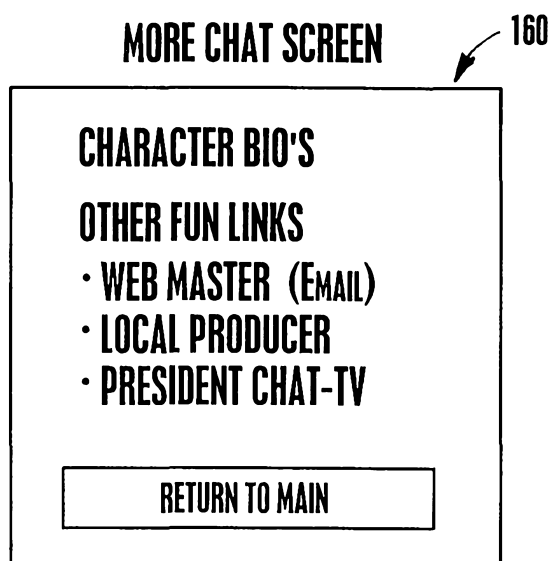 MORE CHAT SCREEN
160
CHARACTER BIO'S
OTHER FUN LINKS
· WEB MASTER (EMAIL)
· LOCAL PRODUCER
· PRESIDENT CHAT-TV
RETURN TO MAIN